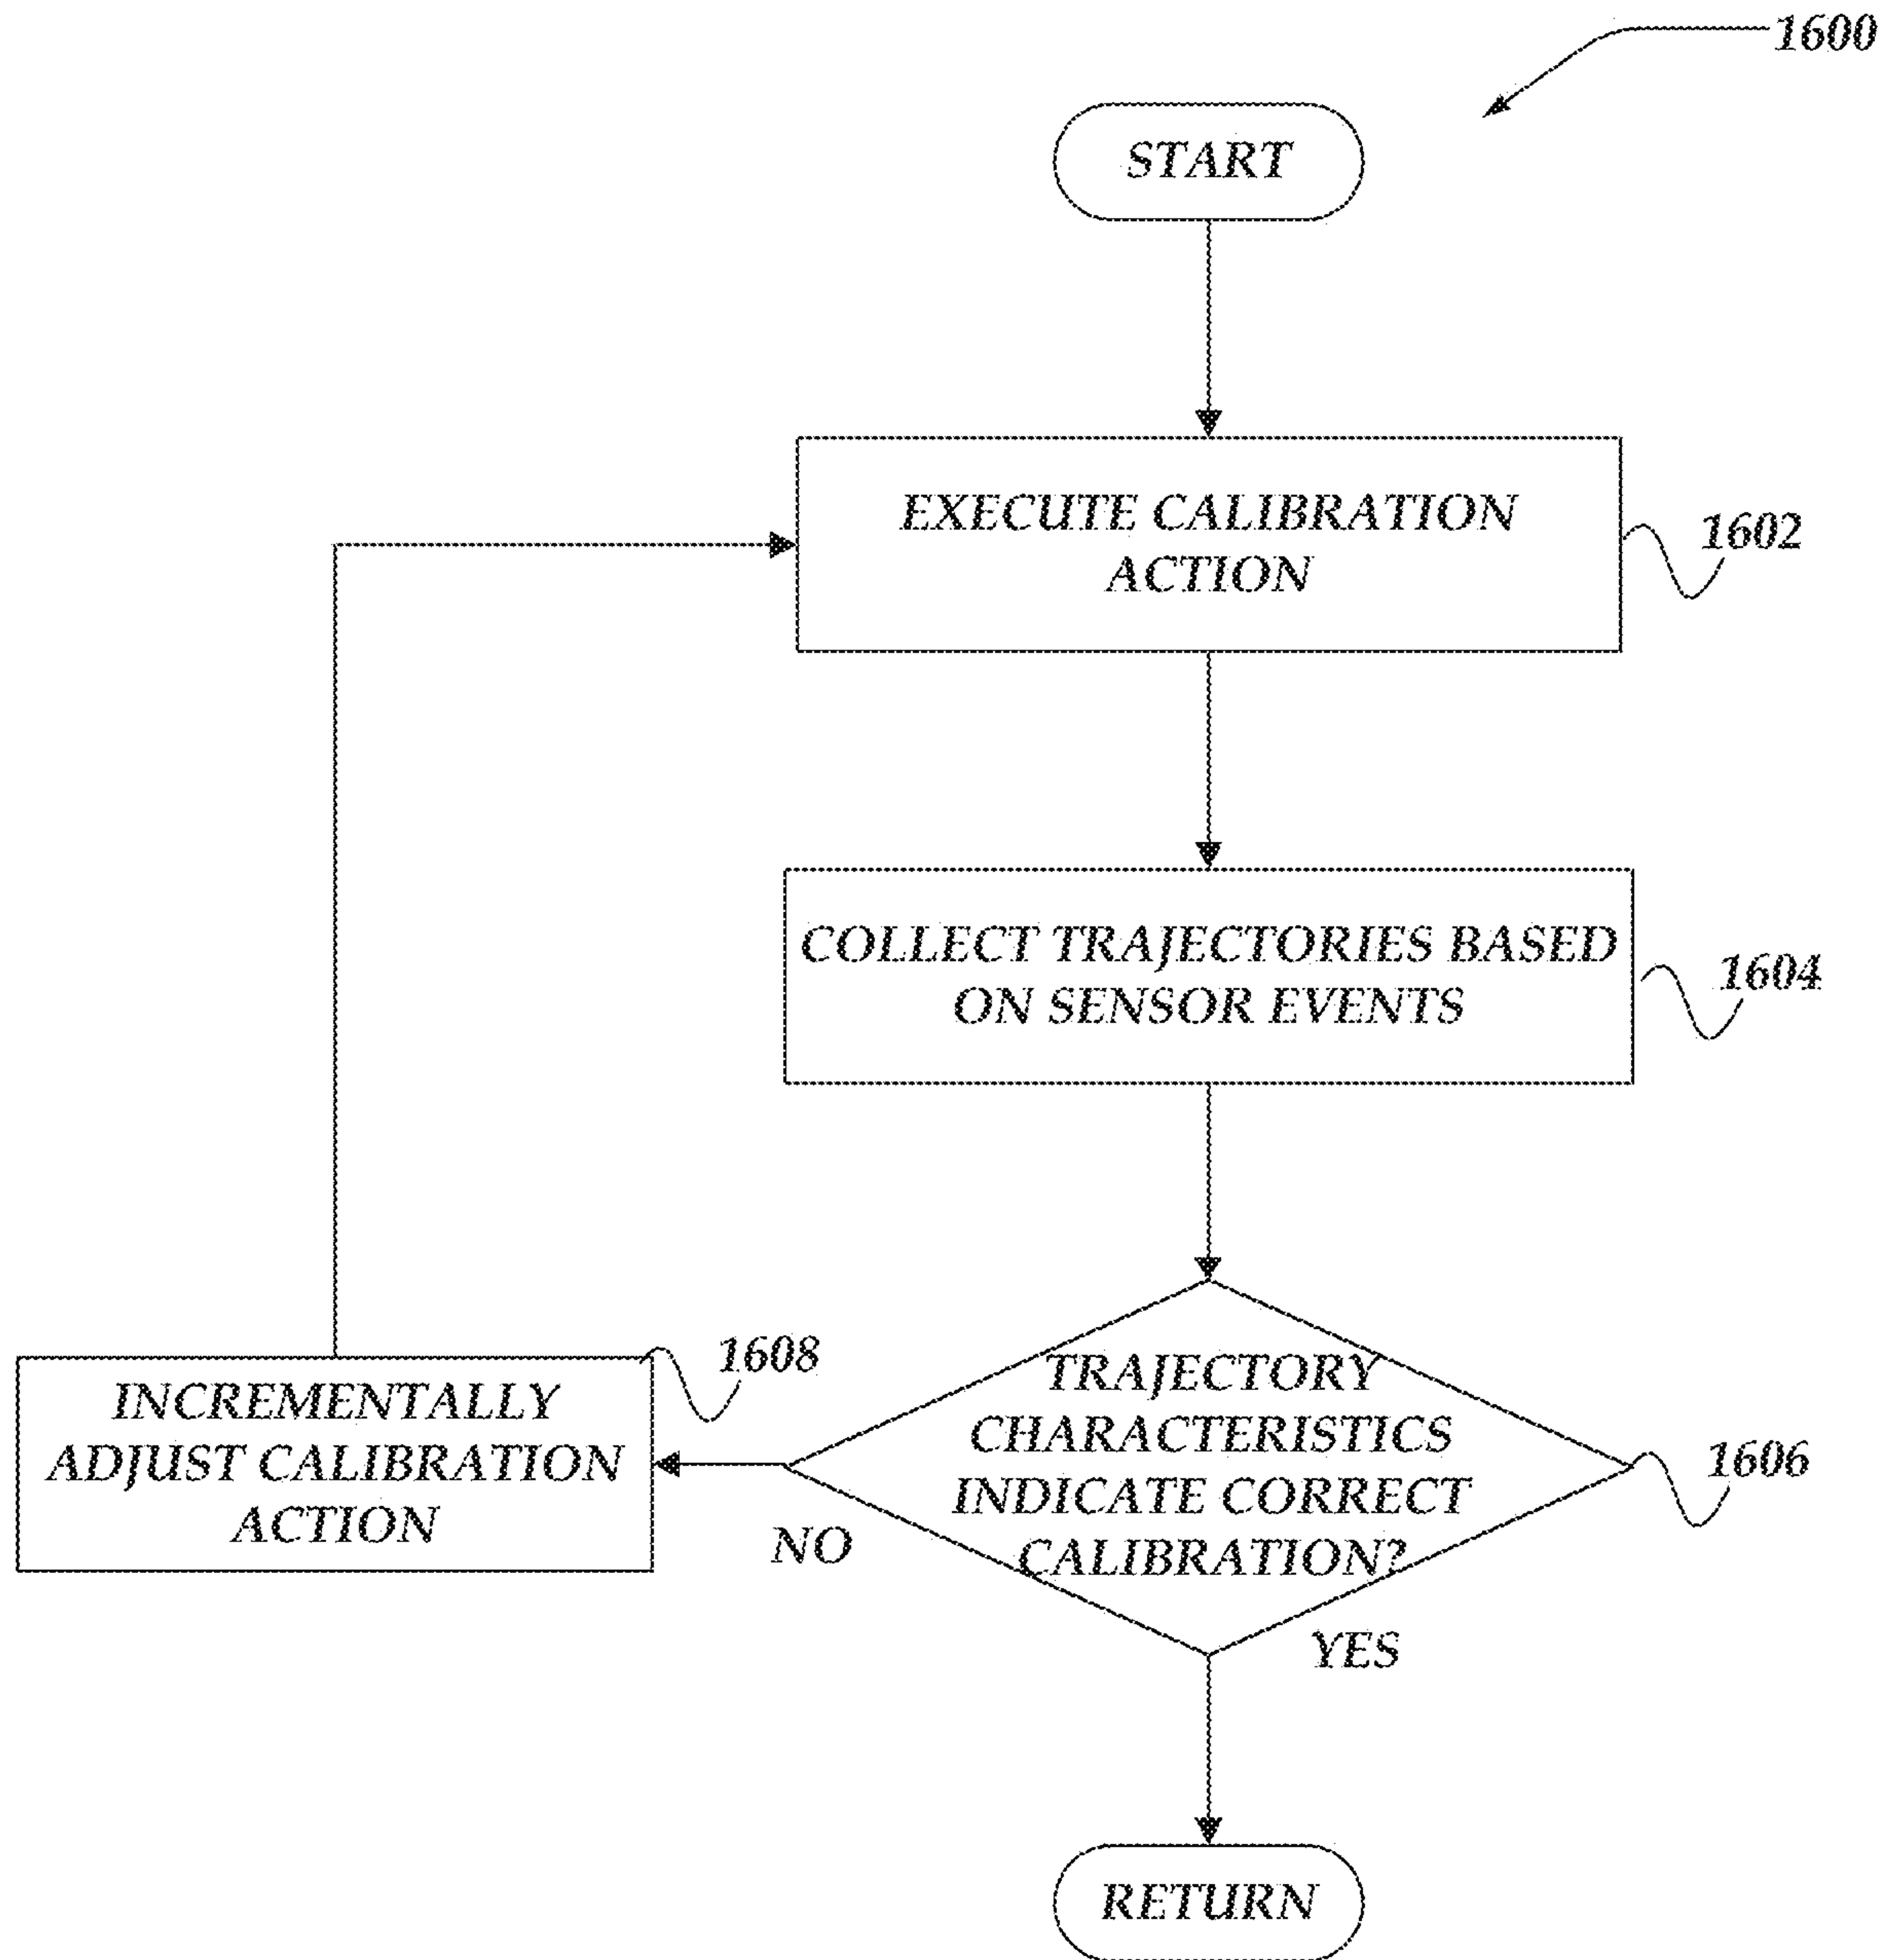 1600
START
EXECUTE CALIBRATION
ACTION
1602
COLLECT TRAJECTORIES BASED
ON SENSOR EVENTS
1604
TRAJECTORY
CHARACTERISTICS
INDICATE CORRECT
CALIBRATION?
1606
NO
1608
INCREMENTALLY
ADJUST CALIBRATION
ACTION
YES
RETURN